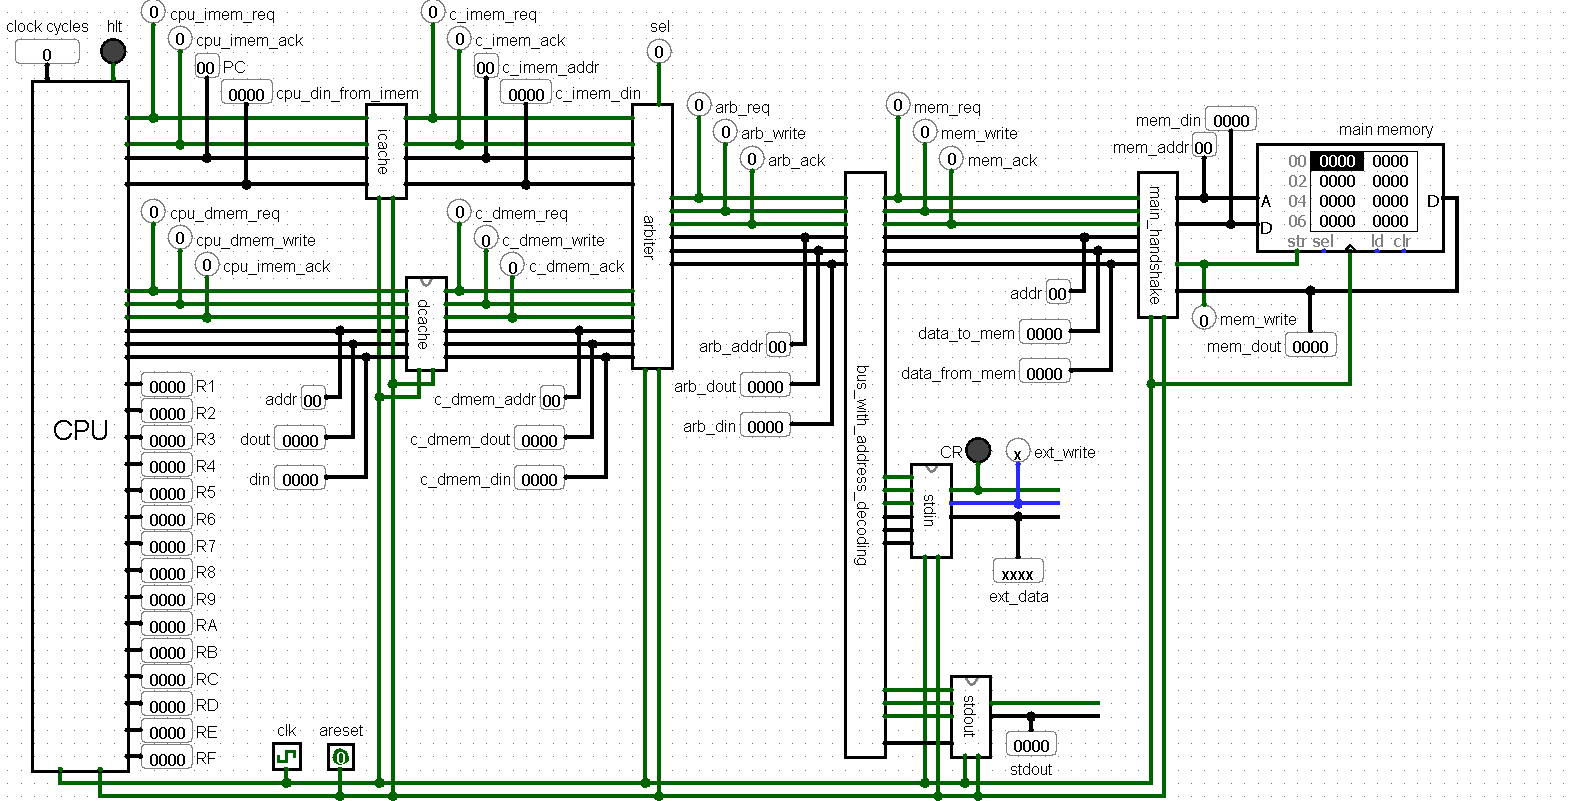 clock cycles
0
hlt
0 cpu_imem_req
0 cpu_imem_ack
00 PC
0000 cpu_din_from_imem
0 c_imem_req
0 c_imem_ack
00 c_imem_addr
0000 c_imem_din
sel
0
icache
0 cpu_dmem_req
0 cpu_dmem_write
0 cpu_imem_ack
0 c_dmem_req
0 c_dmem_write
0 c_dmem_ack
dcache
addr 00
dout 0000
din 0000
c_dmem_addr 00
c_dmem_dout 0000
c_dmem_din 0000
CPU
0000 R1
0000 R2
0000 R3
0000 R4
0000 R5
0000 R6
0000 R7
0000 R8
0000 R9
0000 RA
0000 RB
0000 RC
0000 RD
0000 RE
0000 RF
clk
areset
0
arbiter
0 arb_req
0 arb_write
0 arb_ack
arb_addr 00
arb_dout 0000
arb_din 0000
bus_with_address_decoding
0 mem_req
0 mem_write
0 mem_ack
addr 00
data_to_mem 0000
data_from_mem 0000
main_handshake
mem_din 0000
mem_addr 00
main memory
00 0000 0000
02 0000 0000
04 0000 0000
06 0000 0000
A
D
D
str sel ld clr
0 mem_write
mem_dout 0000
CR
x ext_write
stdin
xxxx
ext_data
stdout
0000
stdout